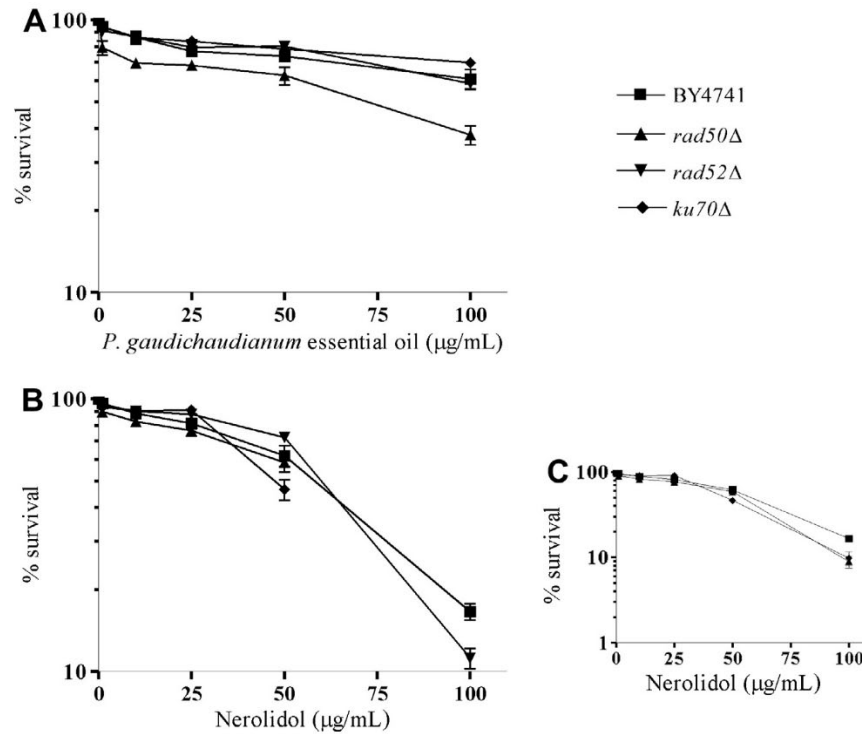 A
100
10
% survival
0 25 50 75 100
P. gaudichaudianum essential oil (μg/mL)
BY4741
rad50Δ
rad52Δ
ku70Δ
B
100
10
% survival
0 25 50 75 100
Nerolidol (μg/mL)
C
100
10
1
% survival
0 25 50 75 100
Nerolidol (μg/mL)